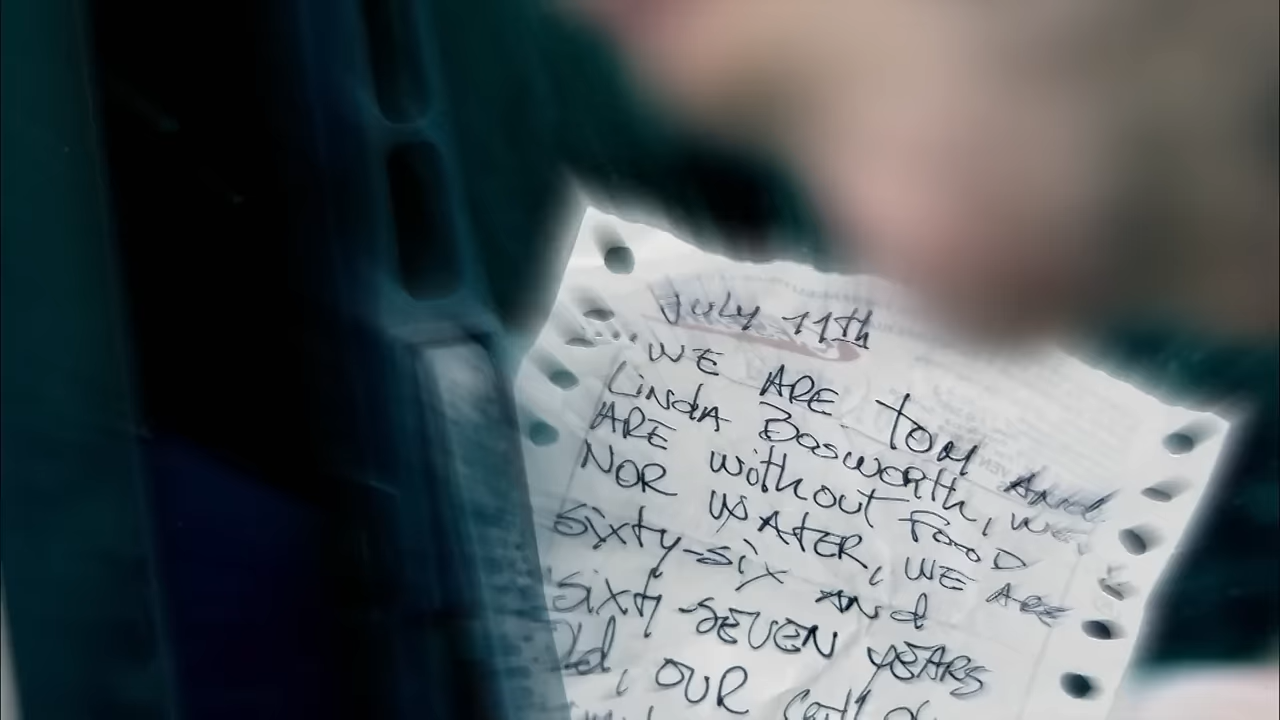 July 11th
WE ARE TOM And
LindA BOSWORTH, we
ARE without Food
NOR WATER, WE ARE
Sixty-six And
Sixty-SEVEN YEARS
Old, OUR